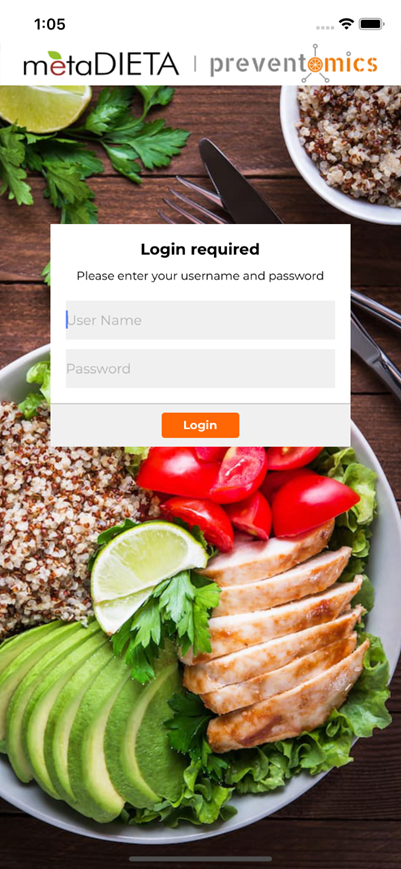 1:05
metaDIETA | preventomics
Login required
Please enter your username and password
User Name
Password
Login